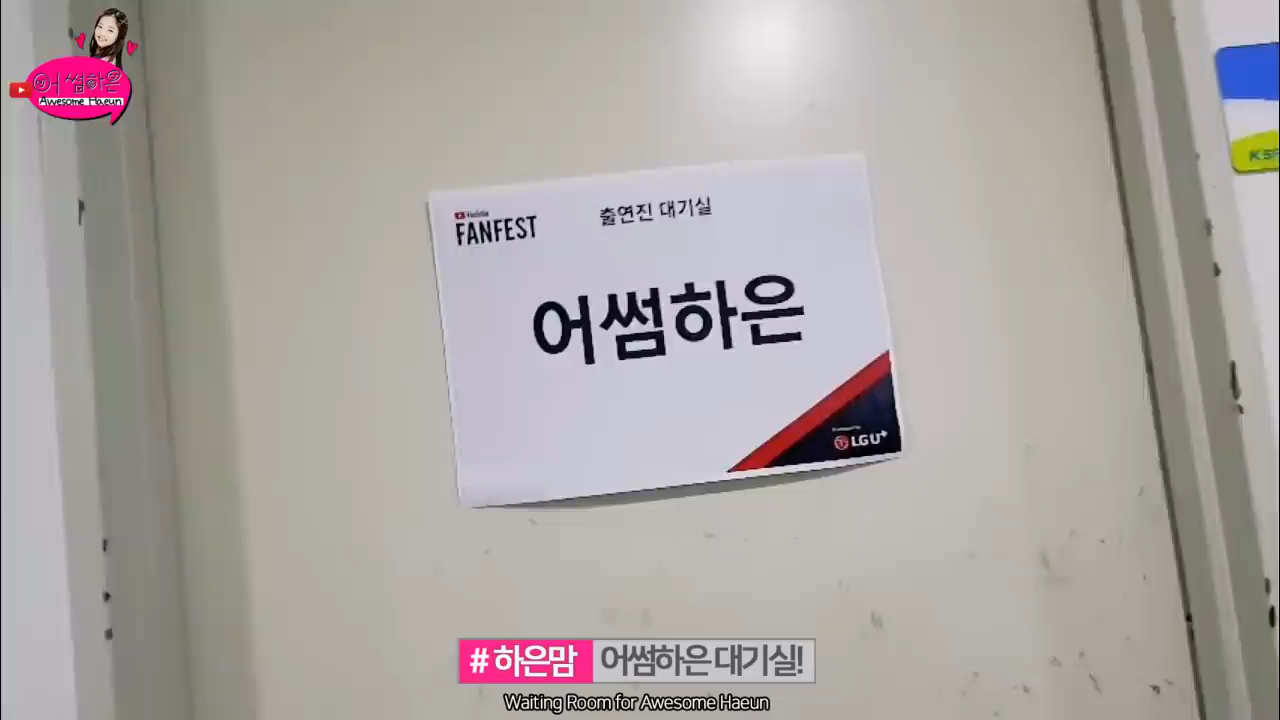 어썸하은
Awesome Haeun
YouTube
FANFEST
출연진 대기실
어썸하은
LG U+
#하은맘 어썸하은 대기실!
Waiting Room for Awesome Haeun